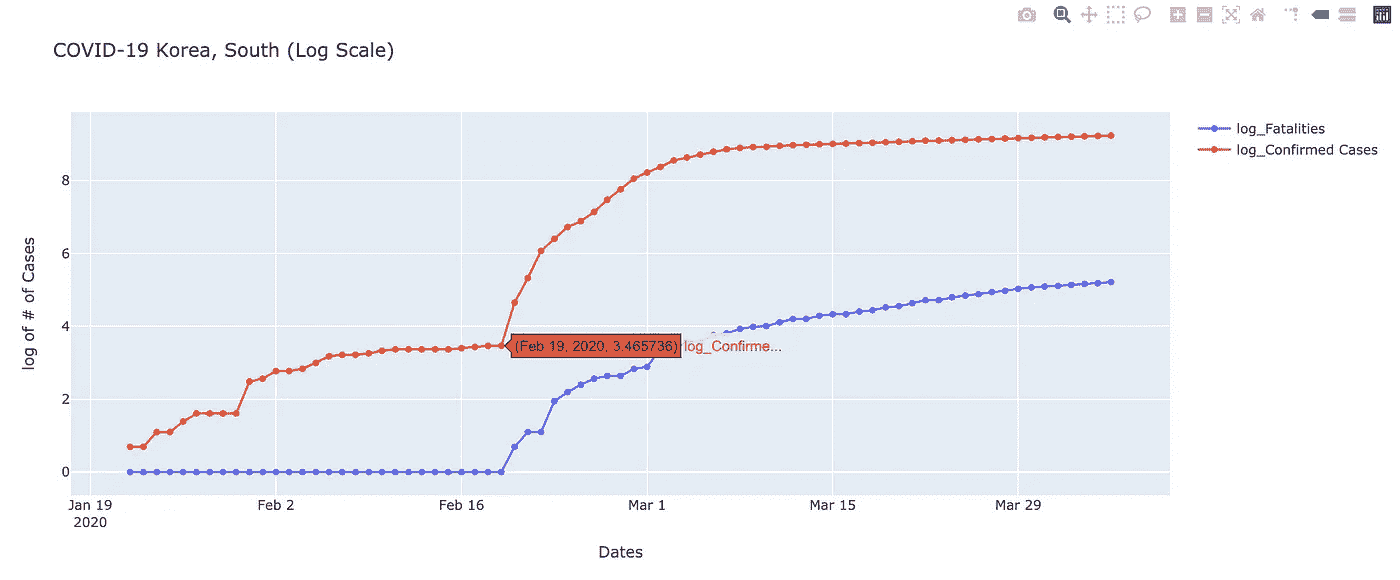 COVID-19 Korea, South (Log Scale)
log_Fatalities
log_Confirmed Cases
log of # of Cases
8
6
4
2
0
(Feb 19, 2020, 3.465736)
log_Confirme...
Jan 19
2020
Feb 2
Feb 16
Mar 1
Mar 15
Mar 29
Dates